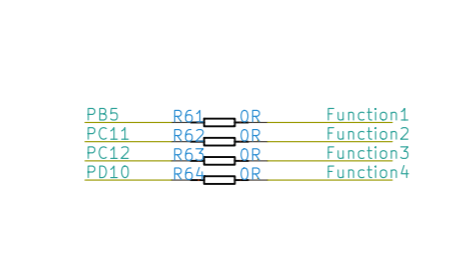 PB5 R61 0R Function1
PC11 R62 0R Function2
PC12 R63 0R Function3
PD10 R64 0R Function4